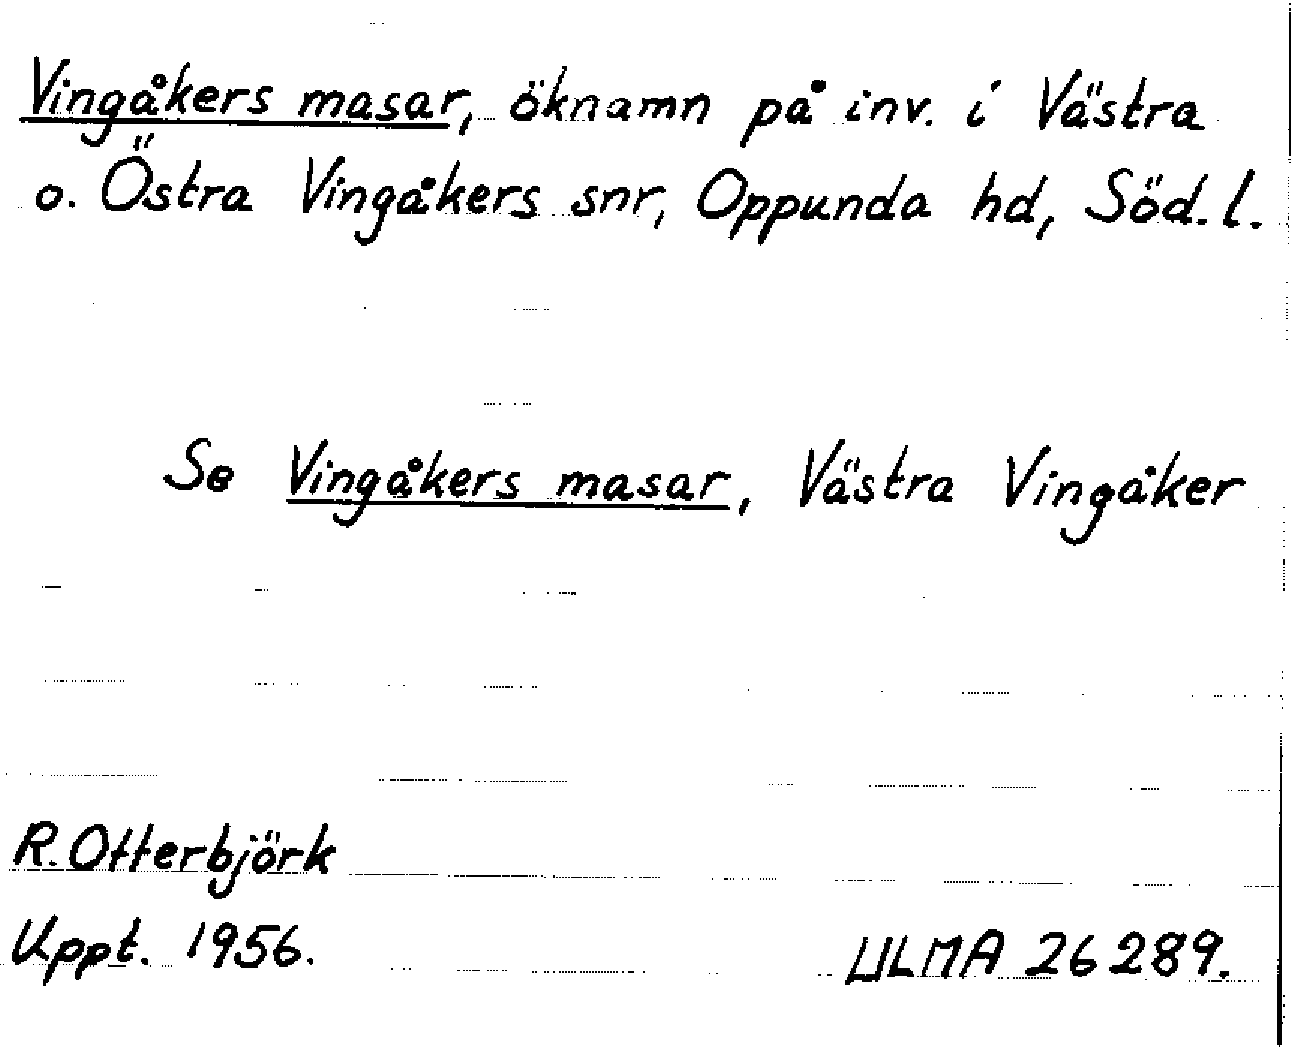 Vingåkers masar, öknamn på inv. i Västra
o. Östra Vingåkers snr, Oppunda hd, Söd. l.
Se Vingåkers masar, Västra Vingåker
R. Otterbjörk
Uppt. 1956.
ULMA 26289.